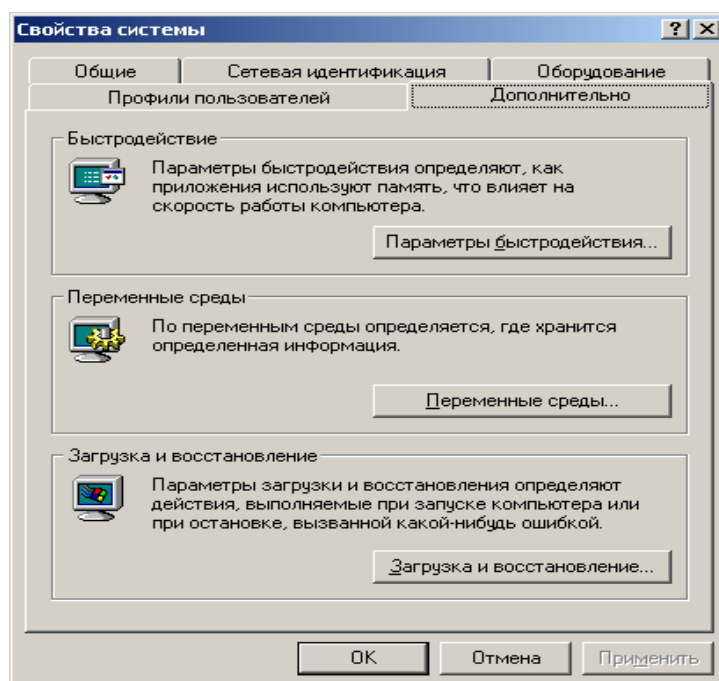 Свойства системы
Общие Сетевая идентификация Оборудование
Профили пользователей Дополнительно
Быстродействие
Параметры быстродействия определяют, как
приложения используют память, что влияет на
скорость работы компьютера.
Параметры быстродействия...
Переменные среды
По переменным среды определяется, где хранится
определенная информация.
Переменные среды...
Загрузка и восстановление
Параметры загрузки и восстановления определяют
действия, выполняемые при запуске компьютера или
при остановке, вызванной какой-нибудь ошибкой.
Загрузка и восстановление...
OK Отмена Применить